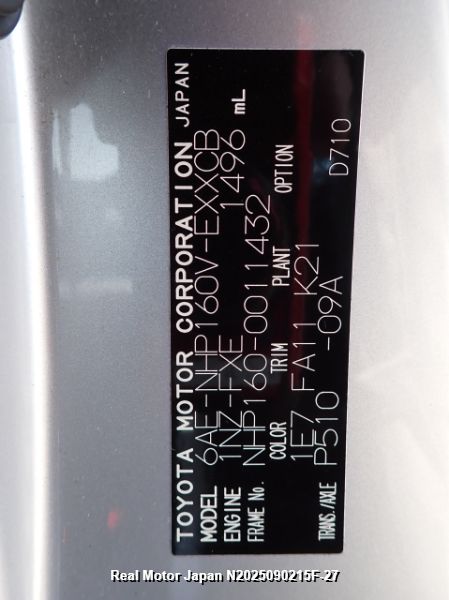 TOYOTA MOTOR CORPORATION JAPAN
MODEL 6AE-NHP160V-EXXCB
ENGINE 1NZ-FXE 1496 mL
FRAME No. NHP160-0011432
COLOR TRIM PLANT OPTION
1E7 FA11 K21
TRANS./AXLE P510 -09A D710
Real Motor Japan N2025090215F-27